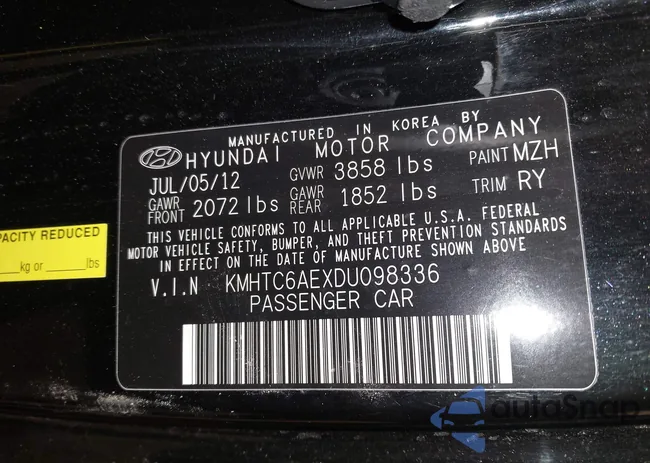 MANUFACTURED IN KOREA BY
HYUNDAI MOTOR COMPANY
JUL/05/12 GVWR 3858 lbs PAINT MZH
GAWR FRONT 2072 lbs GAWR REAR 1852 lbs TRIM RY
THIS VEHICLE CONFORMS TO ALL APPLICABLE U.S.A. FEDERAL
MOTOR VEHICLE SAFETY, BUMPER, AND THEFT PREVENTION STANDARDS
IN EFFECT ON THE DATE OF MANUFACTURE SHOWN ABOVE
V.I.N KMHTC6AEXDU098336
PASSENGER CAR
PACITY REDUCED
____kg or ______lbs
autoSnap